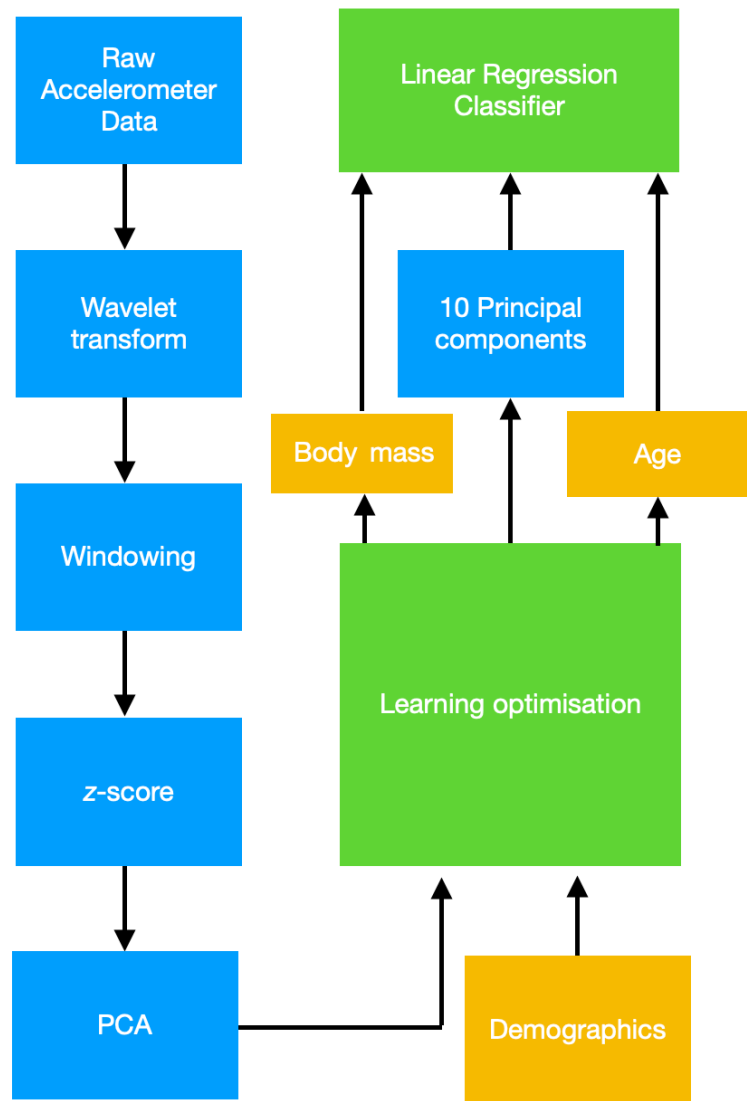 Raw
Accelerometer
Data
Wavelet
transform
Windowing
z-score
PCA
Linear Regression
Classifier
10 Principal
components
Body mass
Age
Learning optimisation
Demographics